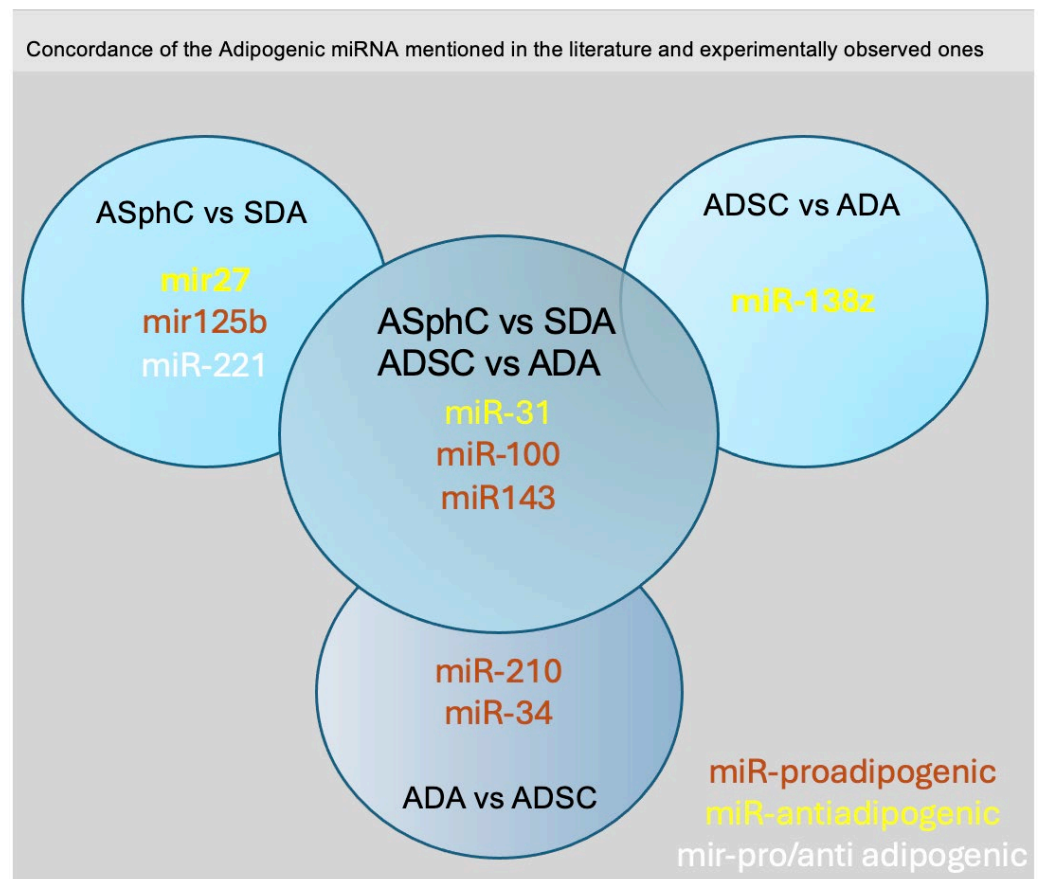 Concordance of the Adipogenic miRNA mentioned in the literature and experimentally observed ones
ASphC vs SDA
mir27
mir125b
miR-221
ADSC vs ADA
miR-138z
ASphC vs SDA
ADSC vs ADA
miR-31
miR-100
miR143
miR-210
miR-34
ADA vs ADSC
miR-proadipogenic
miR-antiadipogenic
mir-pro/anti adipogenic